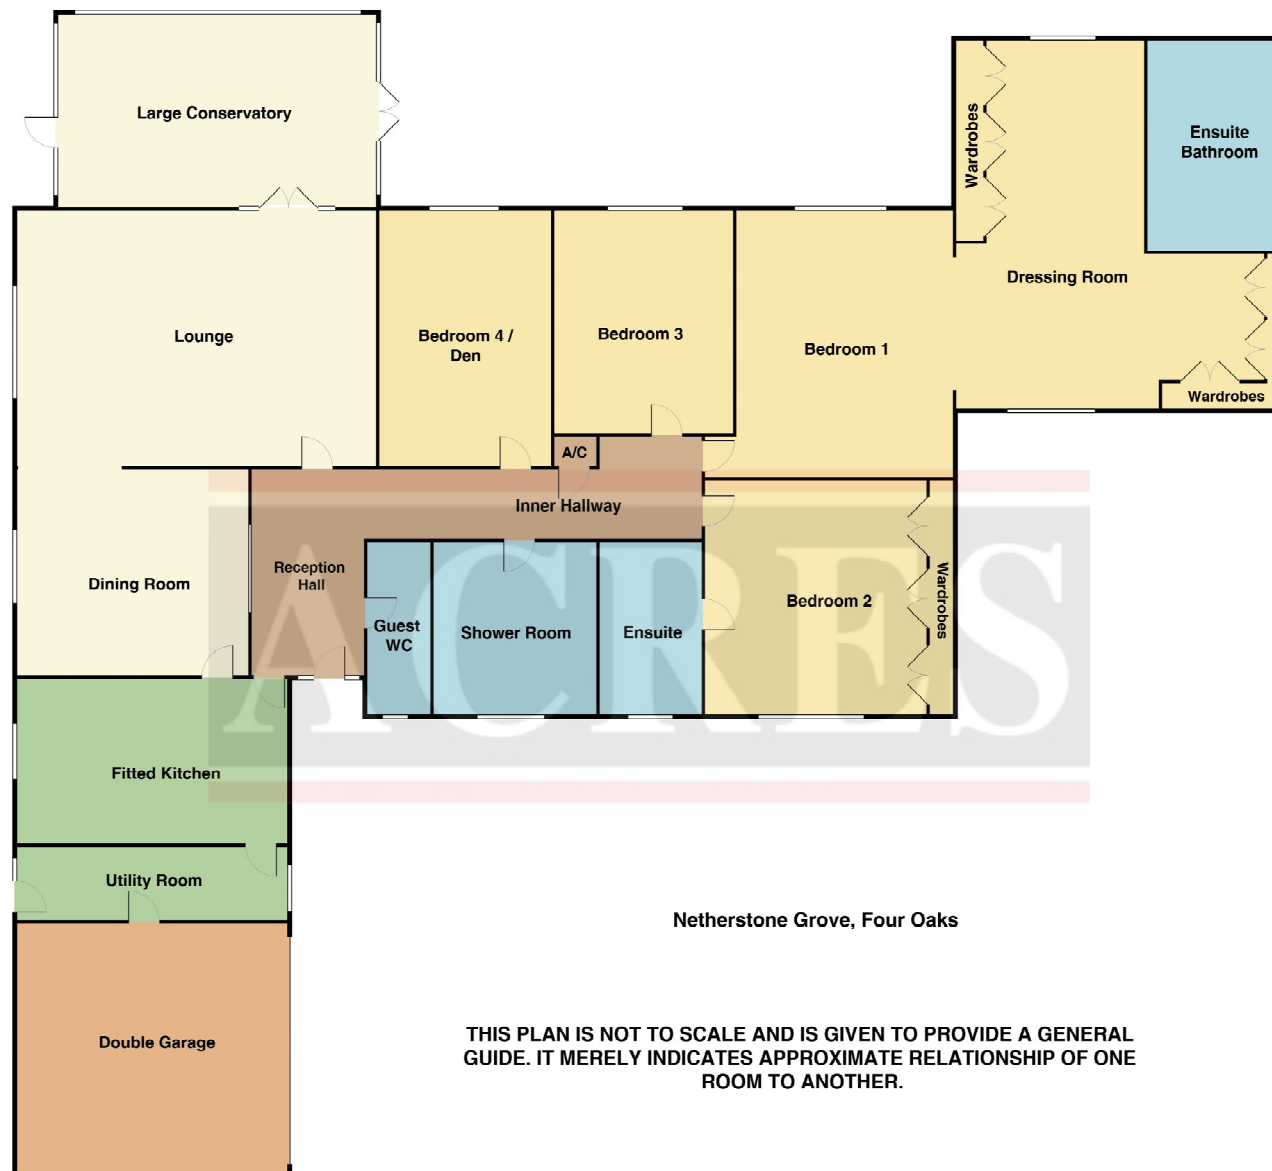 Large Conservatory
Wardrobes
Ensuite
Bathroom
Dressing Room
Lounge
Bedroom 4 /
Den
Bedroom 3
Bedroom 1
Wardrobes
A/C
Inner Hallway
Dining Room
Reception
Hall
Guest
WC
Shower Room
Ensuite
Bedroom 2
Wardrobes
ACRES
Fitted Kitchen
Utility Room
Netherstone Grove, Four Oaks
Double Garage
THIS PLAN IS NOT TO SCALE AND IS GIVEN TO PROVIDE A GENERAL
GUIDE. IT MERELY INDICATES APPROXIMATE RELATIONSHIP OF ONE
ROOM TO ANOTHER.